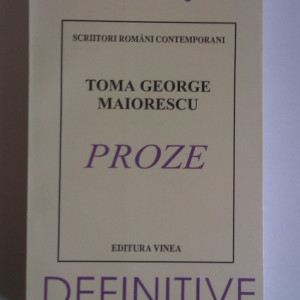 SCRIITORI ROMÂNI CONTEMPORANI
TOMA GEORGE
MAIORESCU
PROZE
EDITURA VINEA
DEFINITIVE